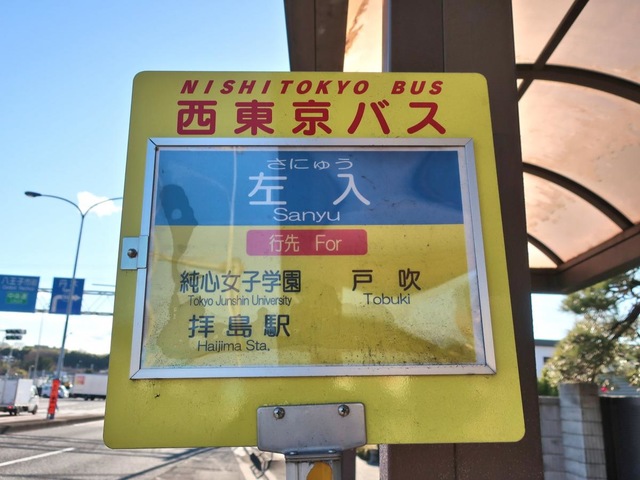 NISHITOKYO BUS
西東京バス
さにゅう
左入
Sanyu
行先 For
純心女子学園 戸吹
Tokyo Junshin University Tobuki
拝島駅
Haijima Sta.